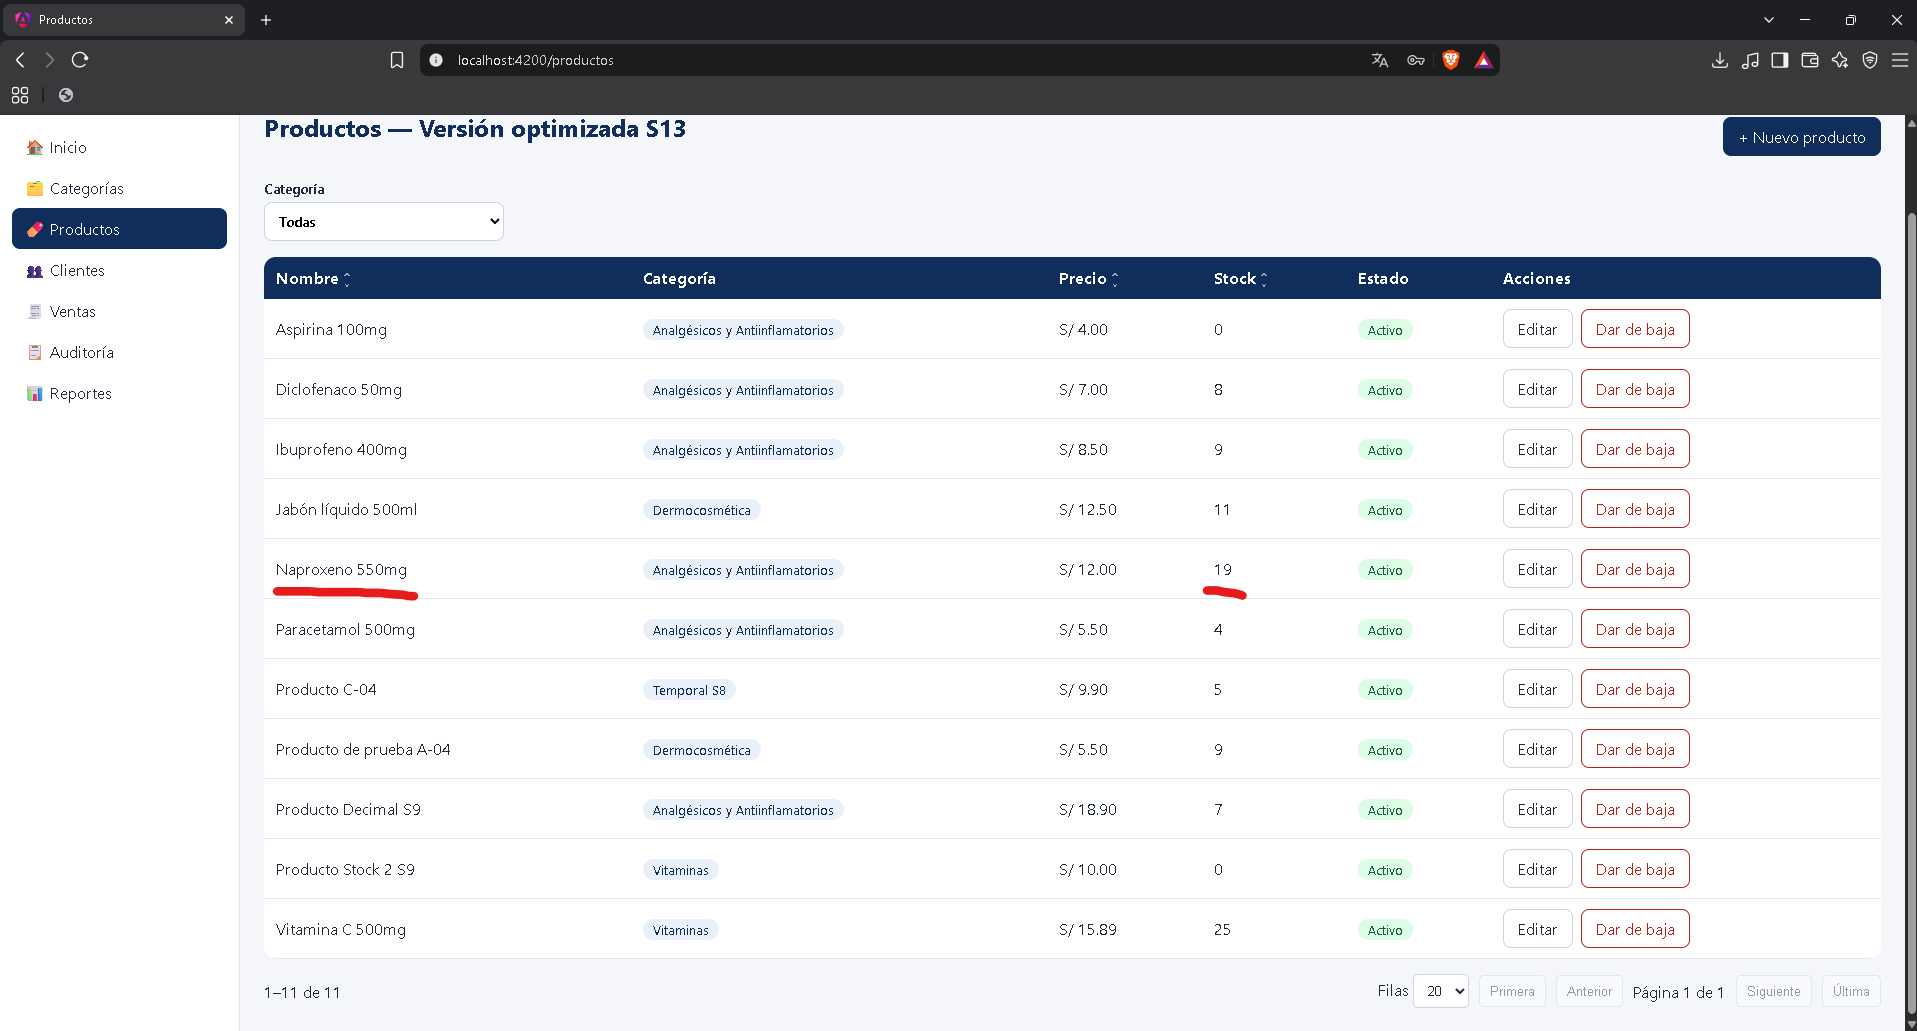 Productos
localhost:4200/productos
Inicio
Categorías
Productos
Clientes
Ventas
Auditoría
Reportes
Productos — Versión optimizada S13
+ Nuevo producto
Categoría
Todas
Nombre Categoría Precio Stock Estado Acciones
Aspirina 100mg Analgésicos y Antiinflamatorios S/ 4.00 0 Activo Editar Dar de baja
Diclofenaco 50mg Analgésicos y Antiinflamatorios S/ 7.00 8 Activo Editar Dar de baja
Ibuprofeno 400mg Analgésicos y Antiinflamatorios S/ 8.50 9 Activo Editar Dar de baja
Jabón líquido 500ml Dermocosmética S/ 12.50 11 Activo Editar Dar de baja
Naproxeno 550mg Analgésicos y Antiinflamatorios S/ 12.00 19 Activo Editar Dar de baja
Paracetamol 500mg Analgésicos y Antiinflamatorios S/ 5.50 4 Activo Editar Dar de baja
Producto C-04 Temporal S8 S/ 9.90 5 Activo Editar Dar de baja
Producto de prueba A-04 Dermocosmética S/ 5.50 9 Activo Editar Dar de baja
Producto Decimal S9 Analgésicos y Antiinflamatorios S/ 18.90 7 Activo Editar Dar de baja
Producto Stock 2 S9 Vitaminas S/ 10.00 0 Activo Editar Dar de baja
Vitamina C 500mg Vitaminas S/ 15.89 25 Activo Editar Dar de baja
1–11 de 11 Filas 20 Primera Anterior Página 1 de 1 Siguiente Última